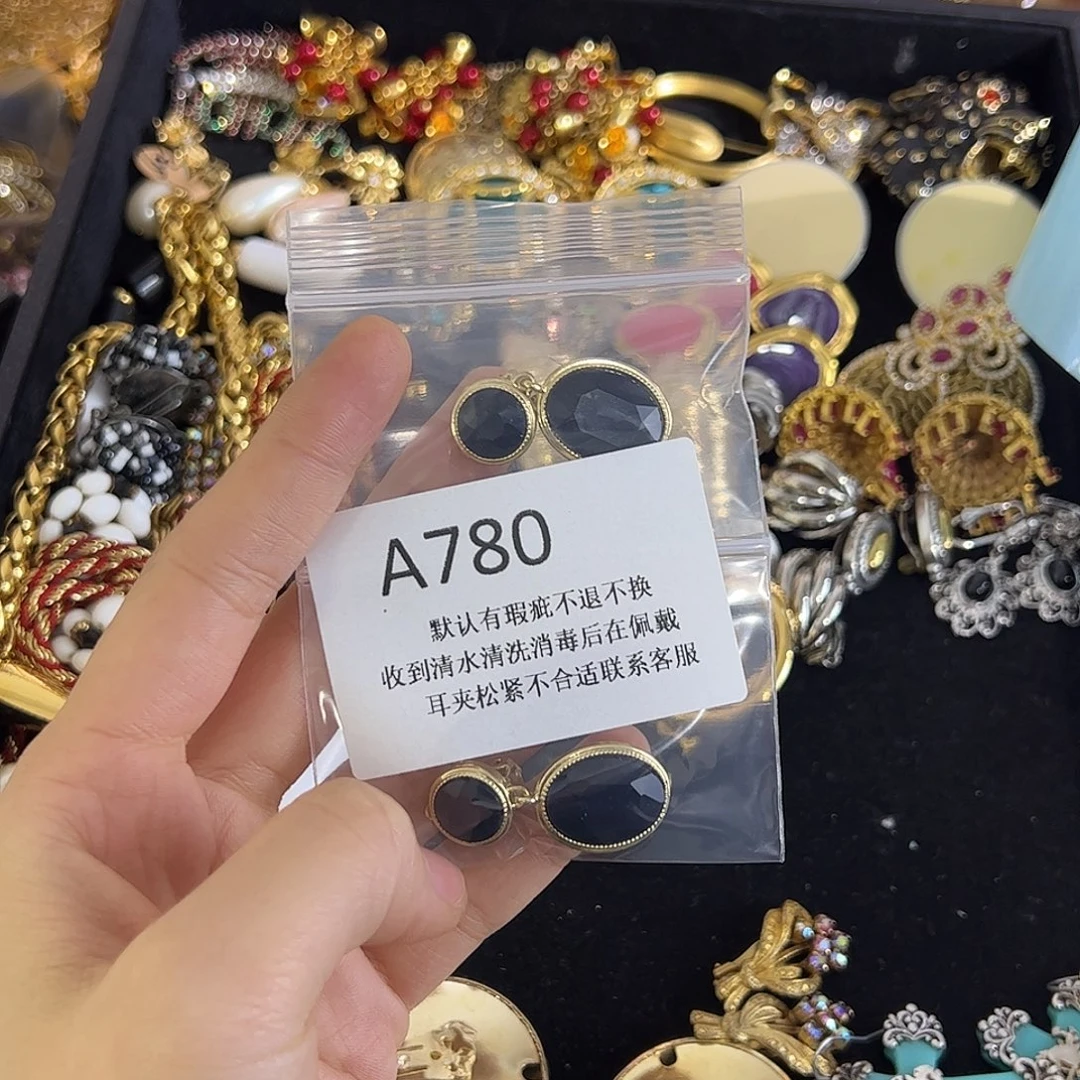 A780
默认有瑕疵不退不换
收到清水清洗消毒后在佩戴
耳夹松紧不合适联系客服